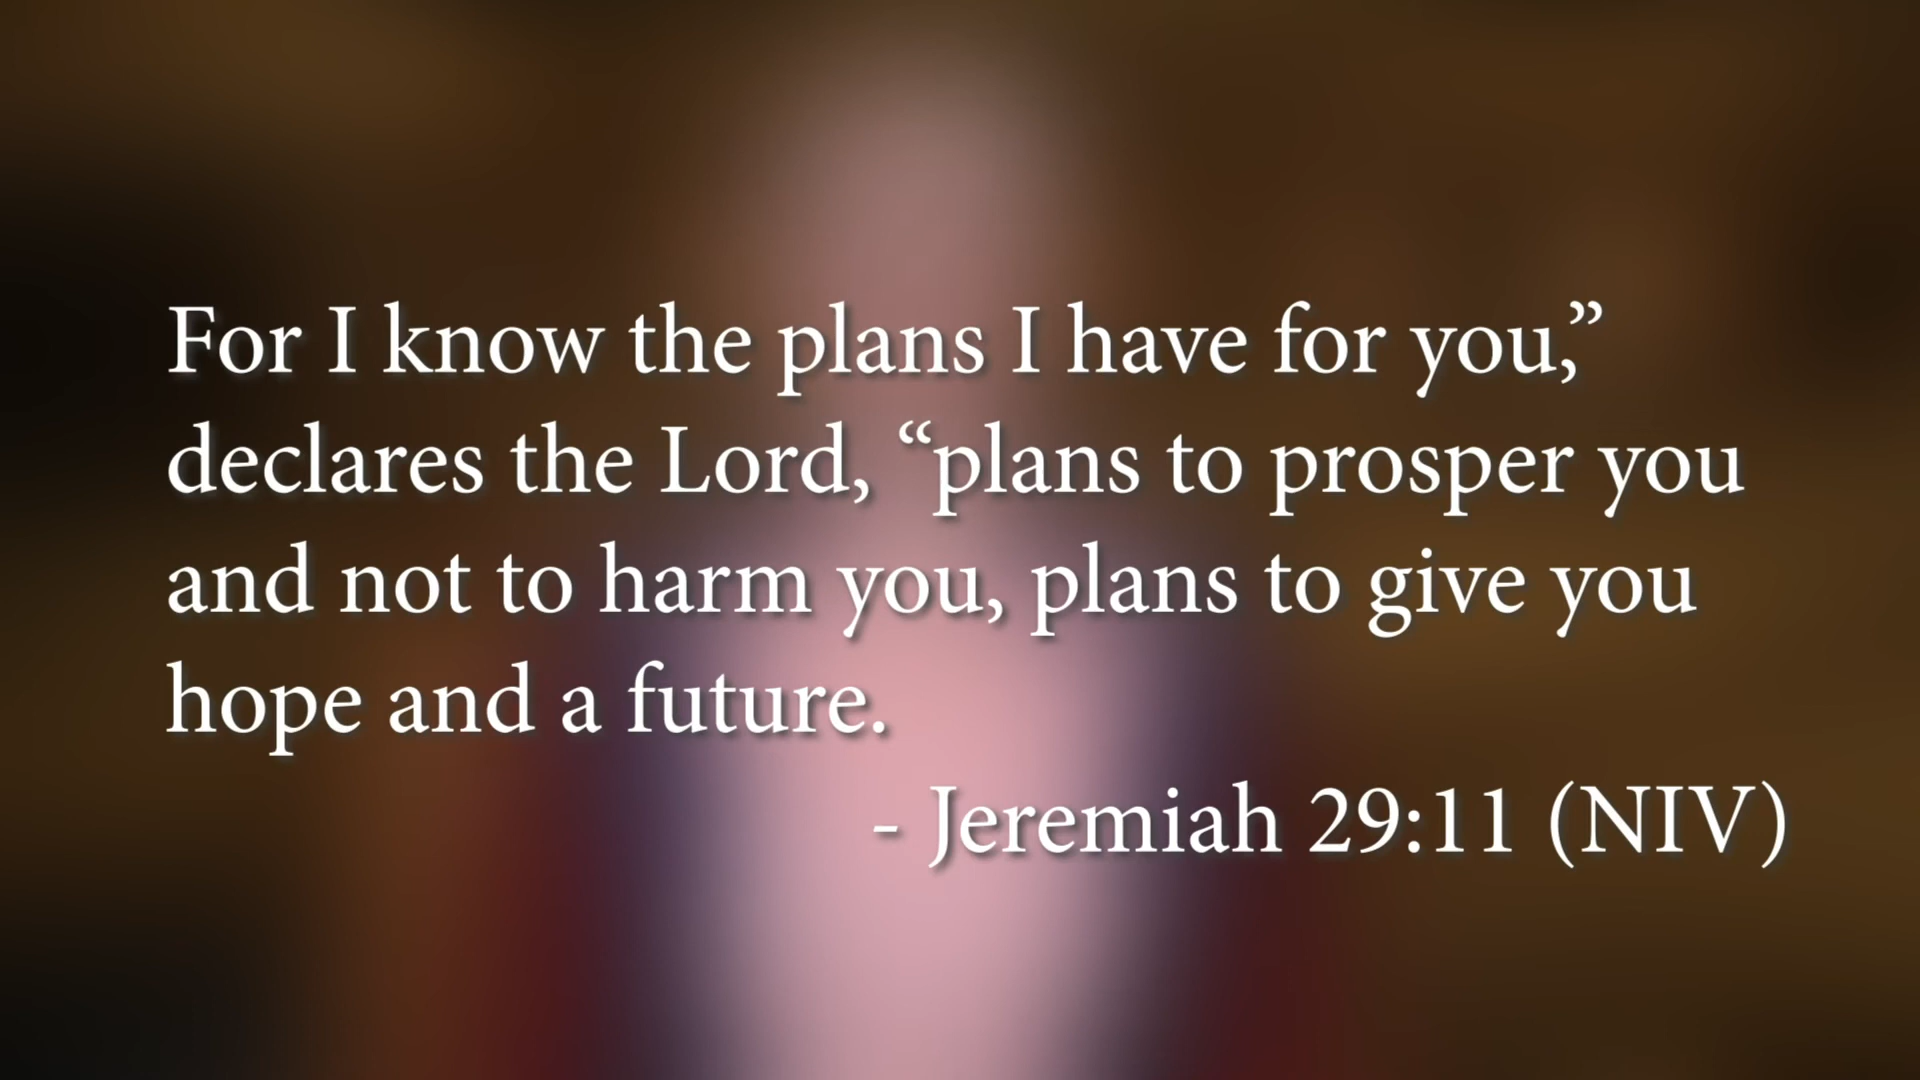 For I know the plans I have for you,”
declares the Lord, “plans to prosper you
and not to harm you, plans to give you
hope and a future.
- Jeremiah 29:11 (NIV)